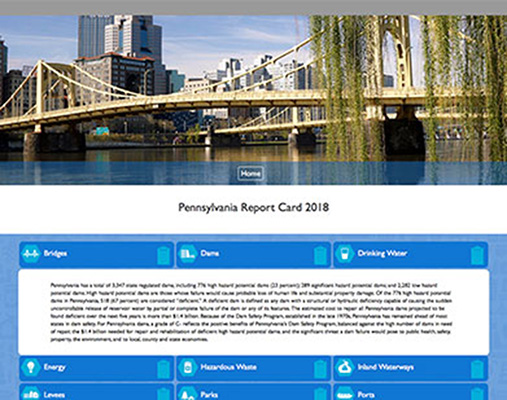 Home
Pennsylvania Report Card 2018
Bridges
Dams
Drinking Water
Pennsylvania has a total of 3,347 state regulated dams, including 776 high hazard potential dams (23 percent); 289 significant hazard potential dams; and 2,282 low hazard
potential dams. High hazard potential dams are those whose failure would cause probable loss of human life and substantial property damage. Of the 776 high hazard potential
dams in Pennsylvania, 518 (67 percent) are considered "deficient." A deficient dam is defined as any dam with a structural or hydraulic deficiency capable of causing the sudden
uncontrollable release of reservoir water by partial or complete failure of the dam or any of its features. The estimated cost to repair all Pennsylvania dams projected to be
found deficient over the next five years is more than $1.4 billion. Because of the Dam Safety Program, established in the late 1970s, Pennsylvania has remained ahead of most
states in dam safety. For Pennsylvania dams, a grade of C- reflects the positive benefits of Pennsylvania's Dam Safety Program, balanced against the high number of dams in need
of repair, the $1.4 billion needed for repair and rehabilitation of deficient high hazard potential dams, and the significant threat a dam failure would pose to public health, safety,
property, the environment, and to local, county and state economies.
Energy
Hazardous Waste
Inland Waterways
Levees
Parks
Ports